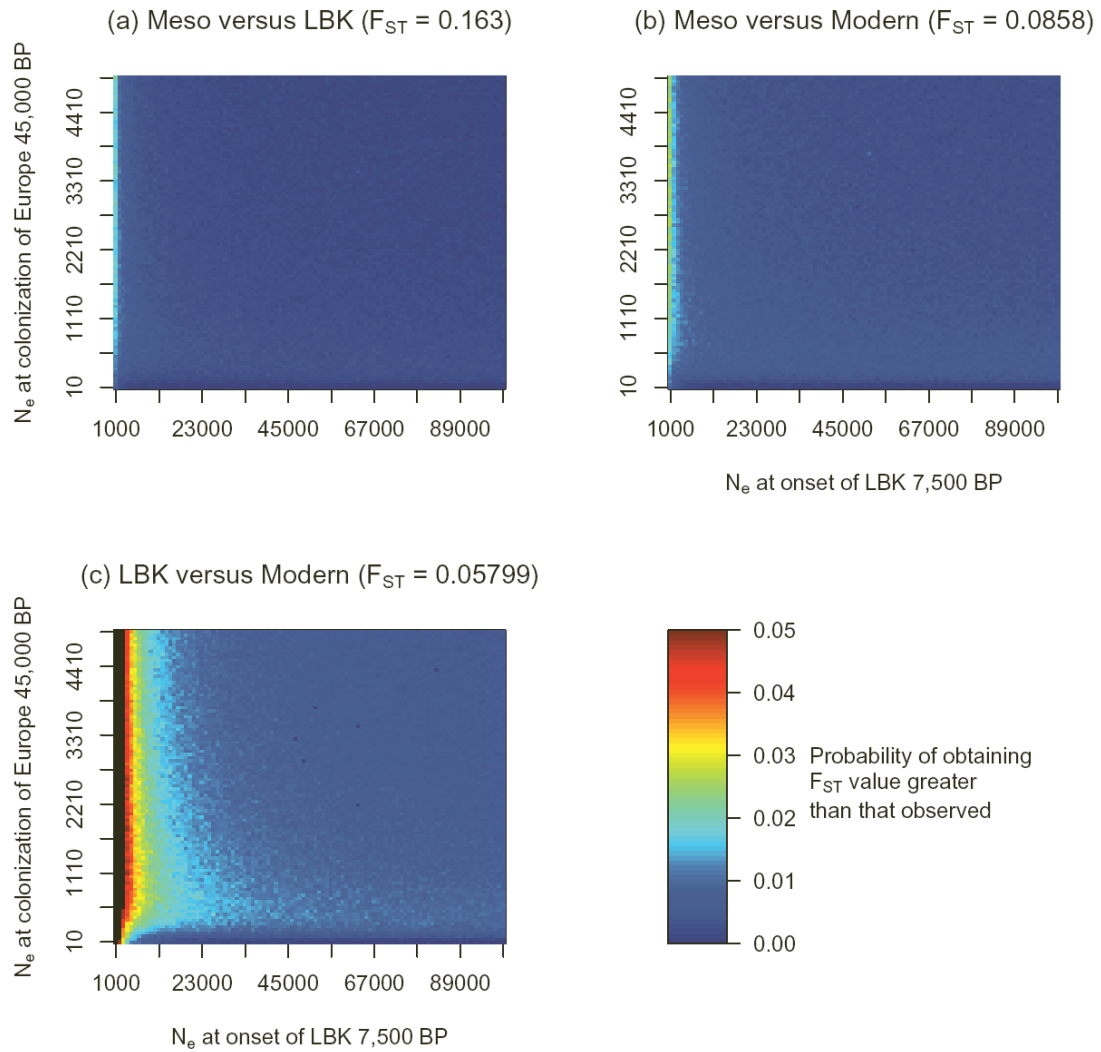 (a) Meso versus LBK (FST = 0.163)
Ne at colonization of Europe 45,000 BP
4410
3310
2210
1110
10
1000 23000 45000 67000 89000
(b) Meso versus Modern (FST = 0.0858)
4410
3310
2210
1110
10
1000 23000 45000 67000 89000
Ne at onset of LBK 7,500 BP
(c) LBK versus Modern (FST = 0.05799)
Ne at colonization of Europe 45,000 BP
4410
3310
2210
1110
10
1000 23000 45000 67000 89000
Ne at onset of LBK 7,500 BP
0.05
0.04
0.03
0.02
0.01
0.00
Probability of obtaining
FST value greater
than that observed